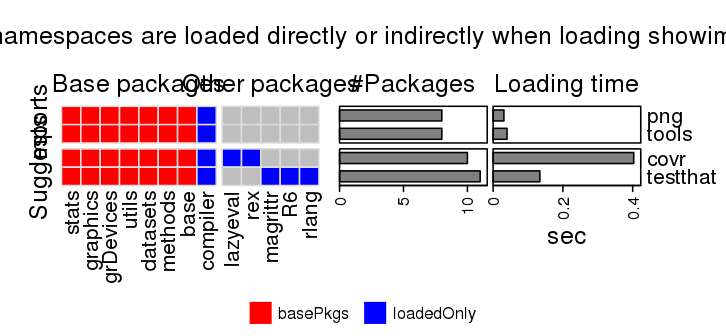 namespaces are loaded directly or indirectly when loading showim
Base packages
Other packages
#Packages
Loading time
Imports
Suggests
png
tools
covr
testthat
stats
graphics
grDevices
utils
datasets
methods
base
compiler
lazyeval
rex
magrittr
R6
rlang
0 5 10
0 0.2 0.4
sec
basePkgs loadedOnly